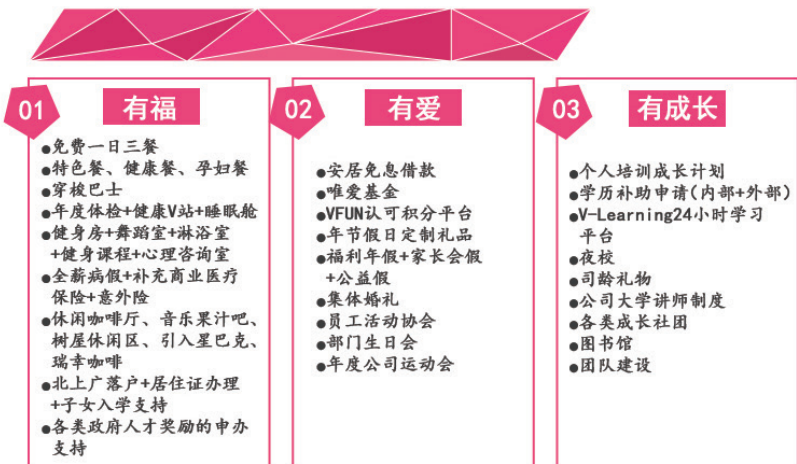 01
有福
●免费一日三餐
●特色餐、健康餐、孕妇餐
●穿梭巴士
●年度体检+健康V站+睡眠舱
●健身房+舞蹈室+淋浴室
+健身课程+心理咨询室
●全薪病假+补充商业医疗
保险+意外险
●休闲咖啡厅、音乐果汁吧、
树屋休闲区、引入星巴克、
瑞幸咖啡
●北上广落户+居住证办理
+子女入学支持
●各类政府人才奖励的申办
支持
02
有爱
●安居免息借款
●唯爱基金
●VFUN认可积分平台
●年节假日定制礼品
●福利年假+家长会假
+公益假
●集体婚礼
●员工活动协会
●部门生日会
●年度公司运动会
03
有成长
●个人培训成长计划
●学历补助申请(内部+外部)
●V-Learning24小时学习
平台
●夜校
●司龄礼物
●公司大学讲师制度
●各类成长社团
●图书馆
●团队建设